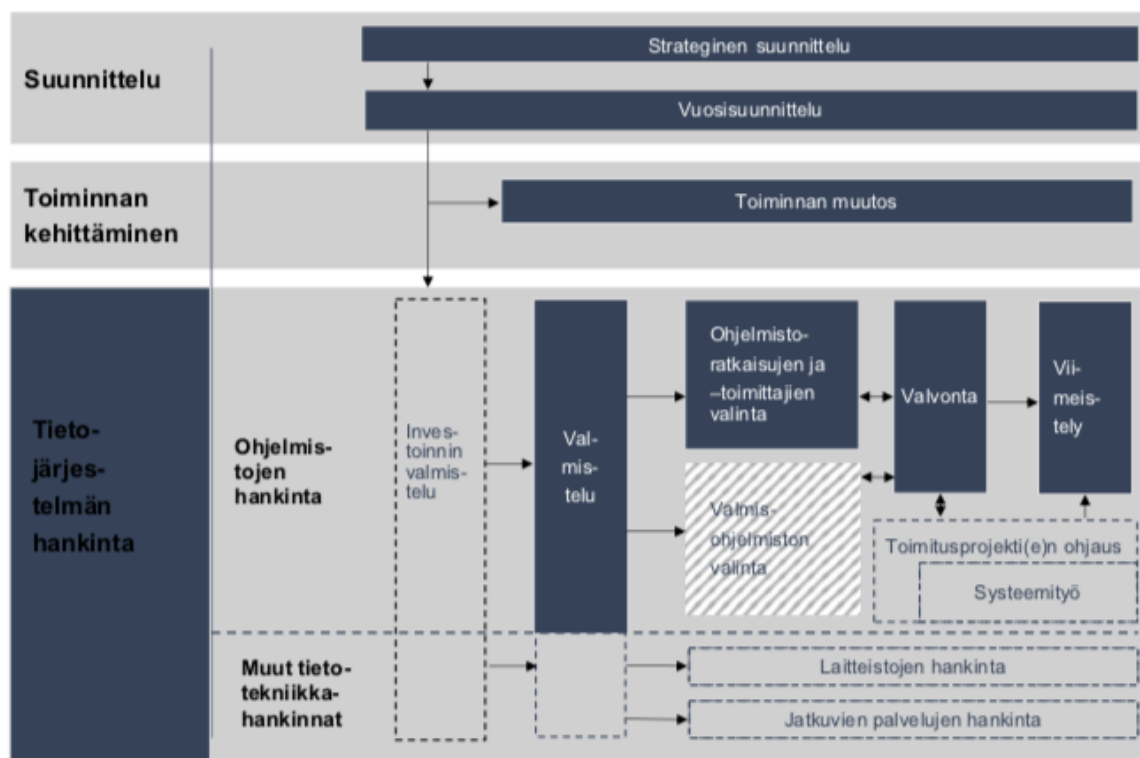 Suunnittelu
Strateginen suunnittelu
Vuosisuunnittelu
Toiminnan
kehittäminen
Toiminnan muutos
Tieto-
järjes-
telmän
hankinta
Ohjelmis-
tojen
hankinta
Inves-
toinnin
valmis-
telu
Val-
mis-
telu
Ohjelmisto-
ratkaisujen ja
–toimittajien
valinta
Valmis-
ohjelmiston
valinta
Valvonta
Vii-
meis-
tely
Toimitusprojekti(e)n ohjaus
Systeemityö
Muut tieto-
tekniikka-
hankinnat
Laitteistojen hankinta
Jatkuvien palvelujen hankinta